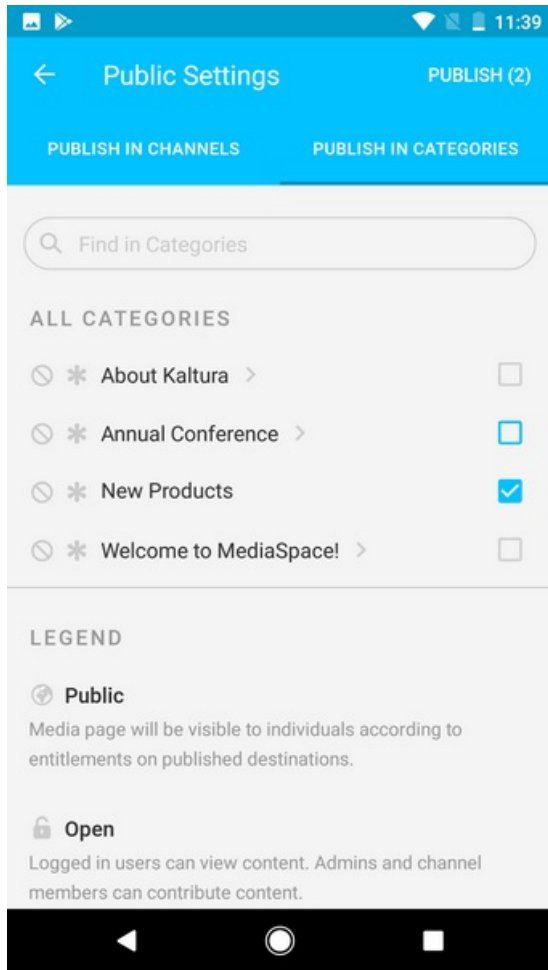 11:39
Public Settings
PUBLISH (2)
PUBLISH IN CHANNELS
PUBLISH IN CATEGORIES
Find in Categories
ALL CATEGORIES
About Kaltura
Annual Conference
New Products
Welcome to MediaSpace!
LEGEND
Public
Media page will be visible to individuals according to
entitlements on published destinations.
Open
Logged in users can view content. Admins and channel
members can contribute content.